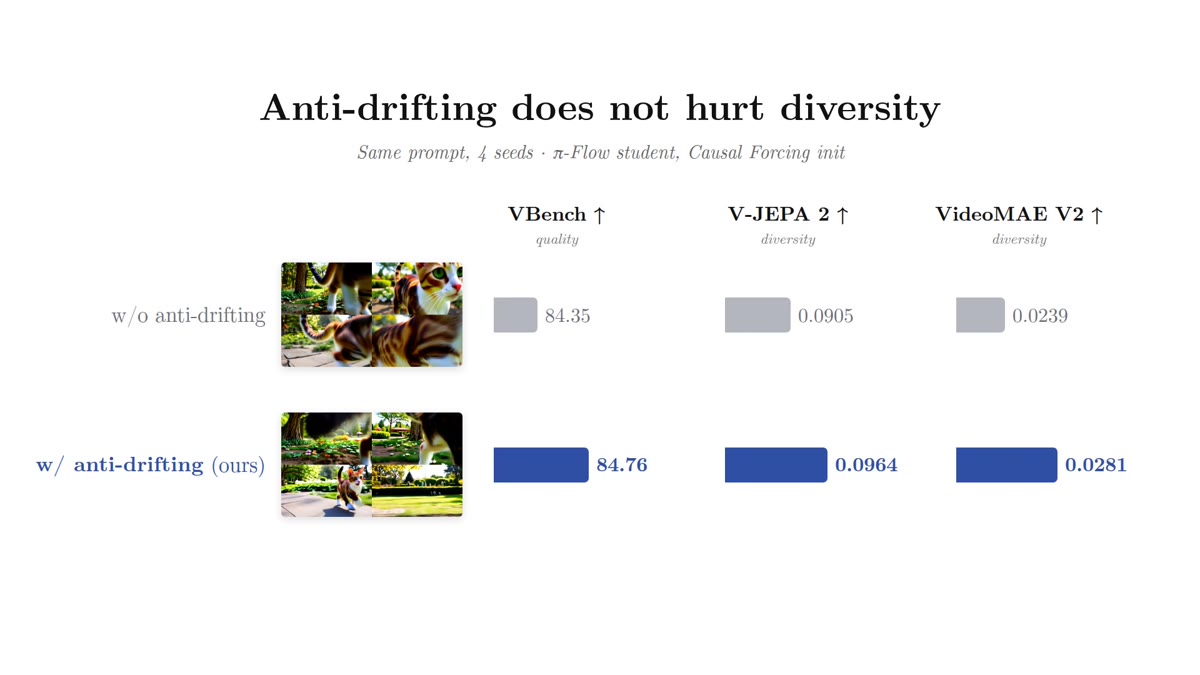 Anti-drifting does not hurt diversity
Same prompt, 4 seeds · π-Flow student, Causal Forcing init
VBench ↑ V-JEPA 2 ↑ VideoMAE V2 ↑
quality diversity diversity
w/o anti-drifting 84.35 0.0905 0.0239
w/ anti-drifting (ours) 84.76 0.0964 0.0281